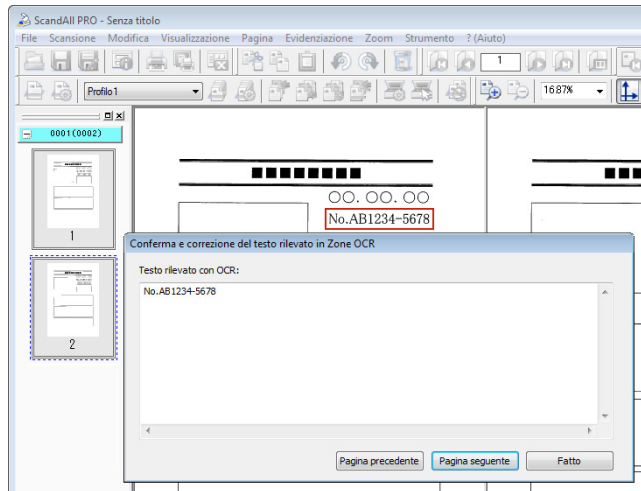 ScandAll PRO - Senza titolo
File Scansione Modifica Visualizzazione Pagina Evidenziazione Zoom Strumento ? (Aiuto)
1
Profilo1 16.87%
0001(0002)
1
2
■■■■■■■■
○○. ○○. ○○
No.AB1234-5678
Conferma e correzione del testo rilevato in Zone OCR
Testo rilevato con OCR:
No.AB1234-5678
Pagina precedente Pagina seguente Fatto